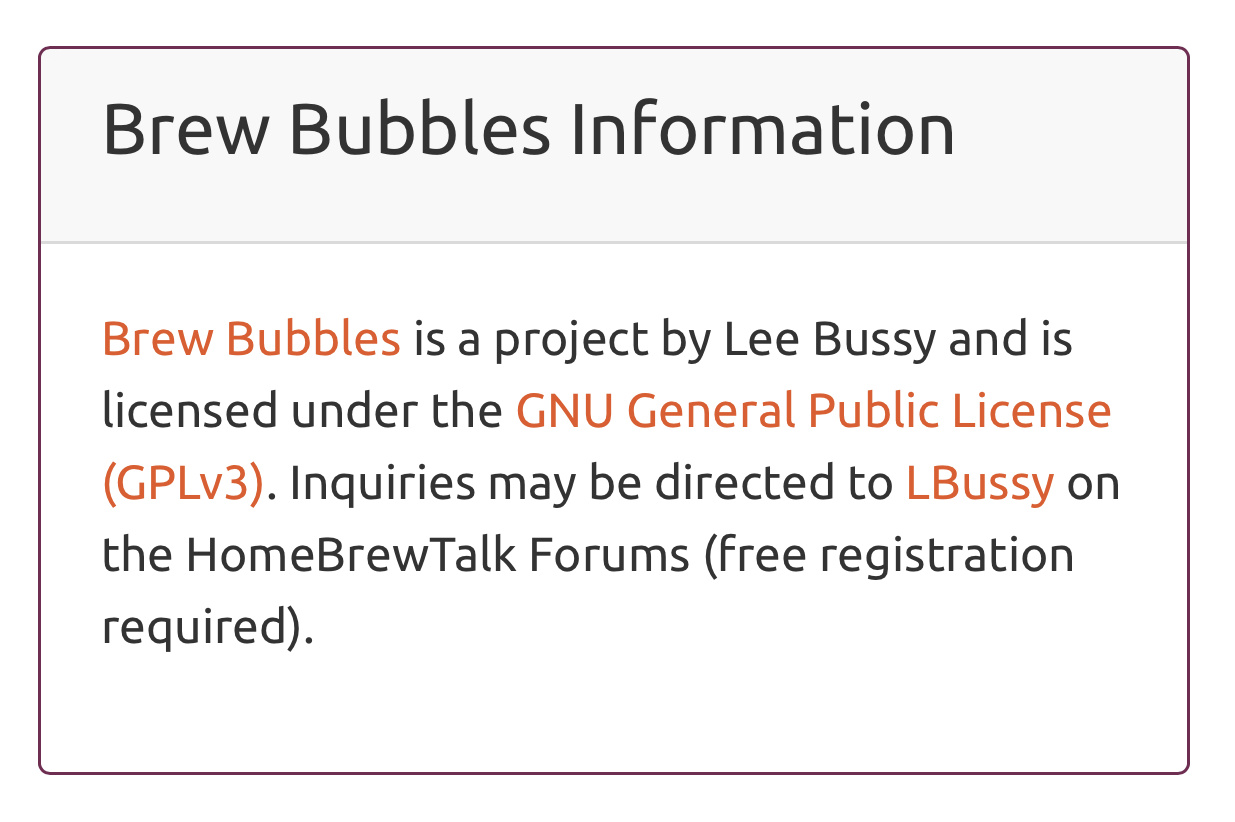 Brew Bubbles Information
Brew Bubbles is a project by Lee Bussy and is
licensed under the GNU General Public License
(GPLv3). Inquiries may be directed to LBussy on
the HomeBrewTalk Forums (free registration
required).